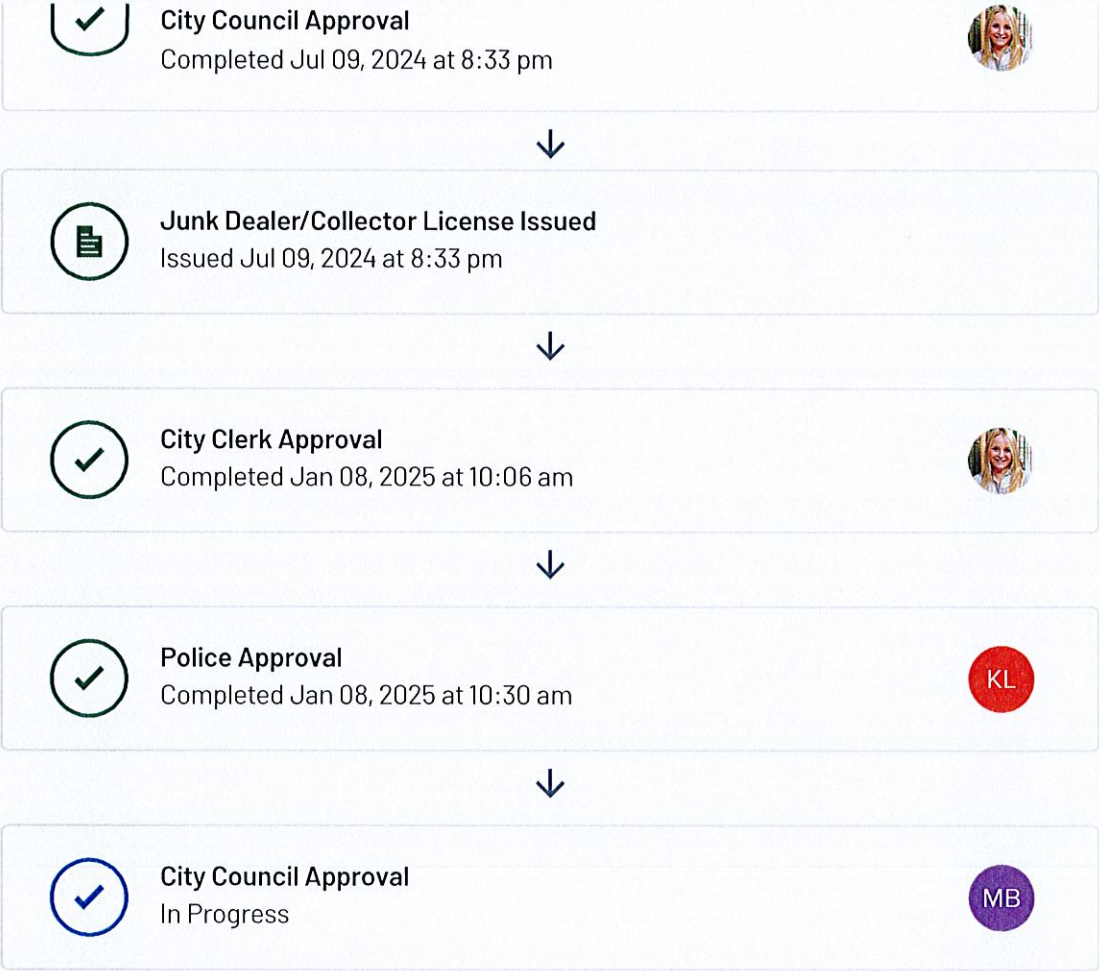 City Council Approval
Completed Jul 09, 2024 at 8:33 pm
Junk Dealer/Collector License Issued
Issued Jul 09, 2024 at 8:33 pm
City Clerk Approval
Completed Jan 08, 2025 at 10:06 am
Police Approval
Completed Jan 08, 2025 at 10:30 am
KL
City Council Approval
In Progress
MB